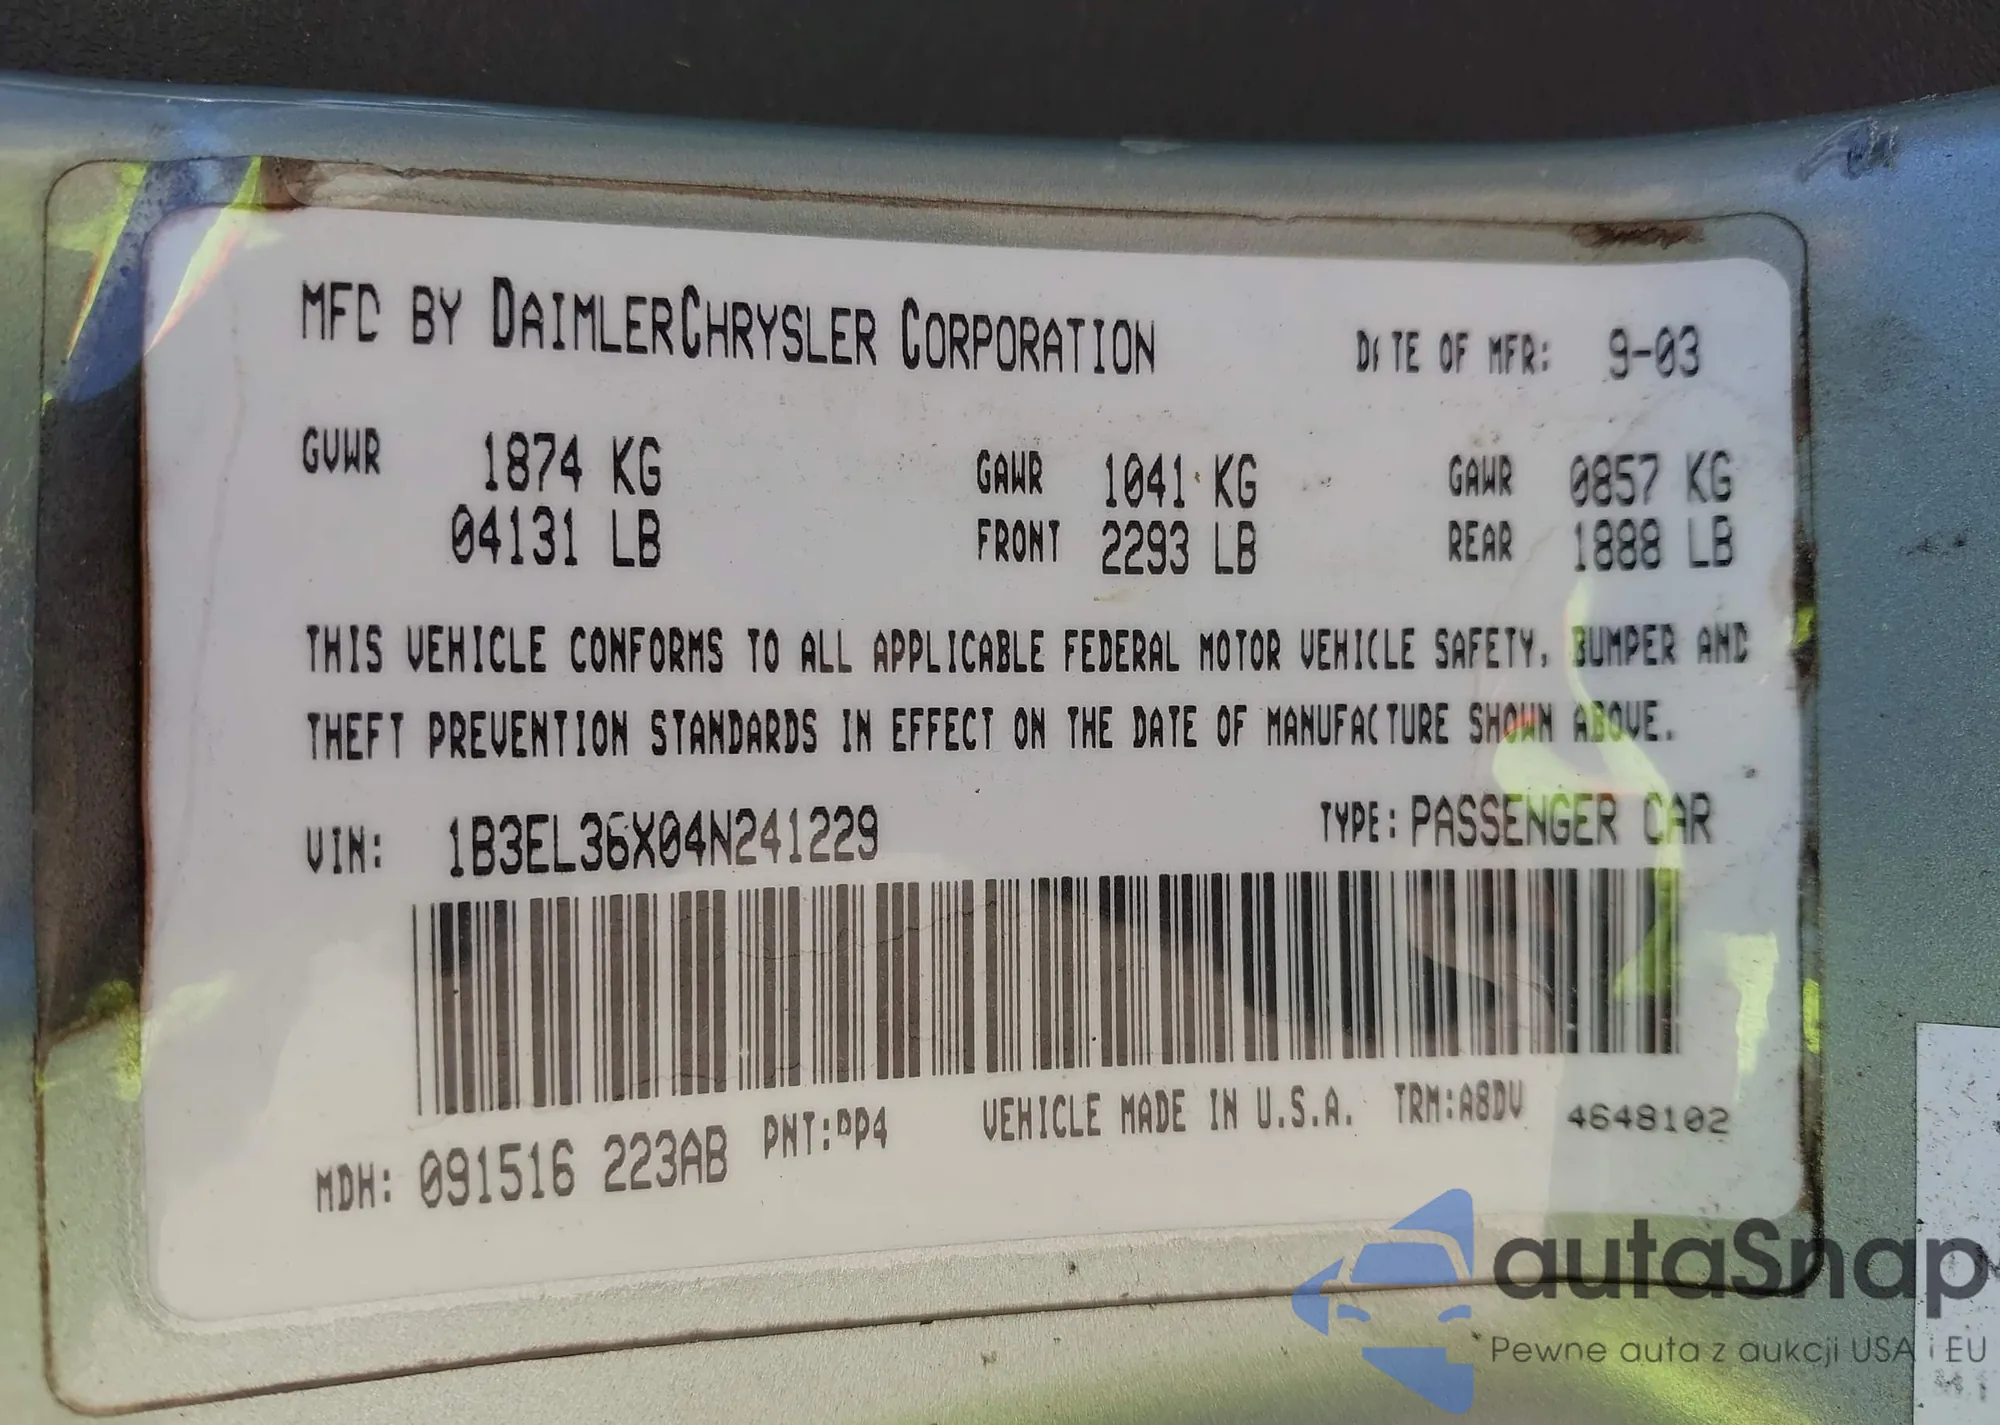 MFD BY DAIMLERCHRYSLER CORPORATION DATE OF MFR: 9-03
GVWR 1874 KG GAWR 1041 KG GAWR 0857 KG
04131 LB FRONT 2293 LB REAR 1888 LB
THIS VEHICLE CONFORMS TO ALL APPLICABLE FEDERAL MOTOR VEHICLE SAFETY, BUMPER AND
THEFT PREVENTION STANDARDS IN EFFECT ON THE DATE OF MANUFACTURE SHOWN ABOVE.
VIN: 1B3EL36X04N241229 TYPE: PASSENGER CAR
MDH: 091516 223AB PNT:PP4 VEHICLE MADE IN U.S.A. TRM:A8DV 4648102
autaSnap
Pewne auta z aukcji USA i EU